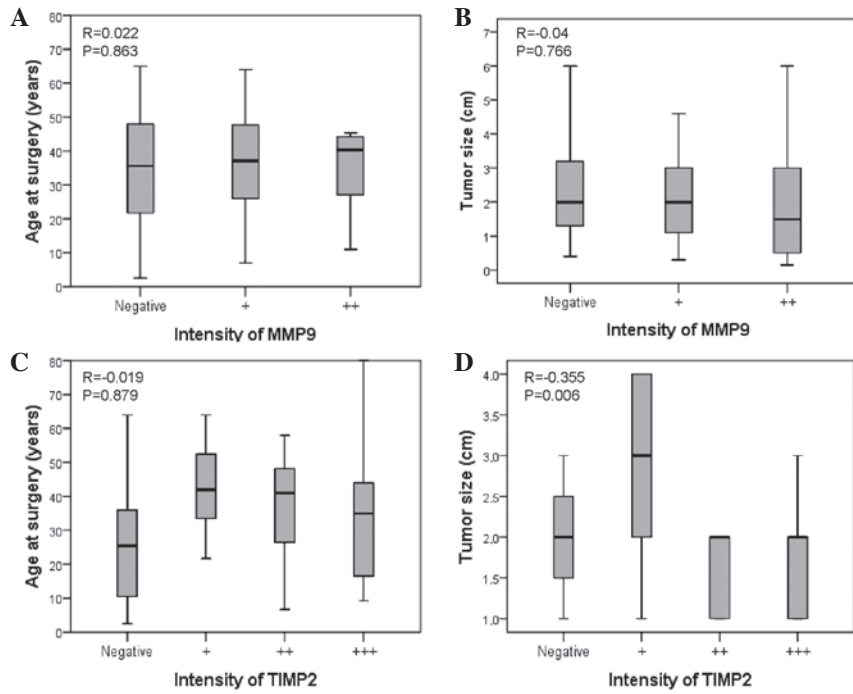 A
R=0.022
P=0.863
Age at surgery (years)
80
70
60
50
40
30
20
10
0
Negative + ++
Intensity of MMP9
B
R=-0.04
P=0.766
Tumor size (cm)
7
6
5
4
3
2
1
0
Negative + ++
Intensity of MMP9
C
R=-0.019
P=0.879
Age at surgery (years)
80
70
60
50
40
30
20
10
0
Negative + ++ +++
Intensity of TIMP2
D
R=-0.355
P=0.006
Tumor size (cm)
4.0
3.5
3.0
2.5
2.0
1.5
1.0
Negative + ++ +++
Intensity of TIMP2